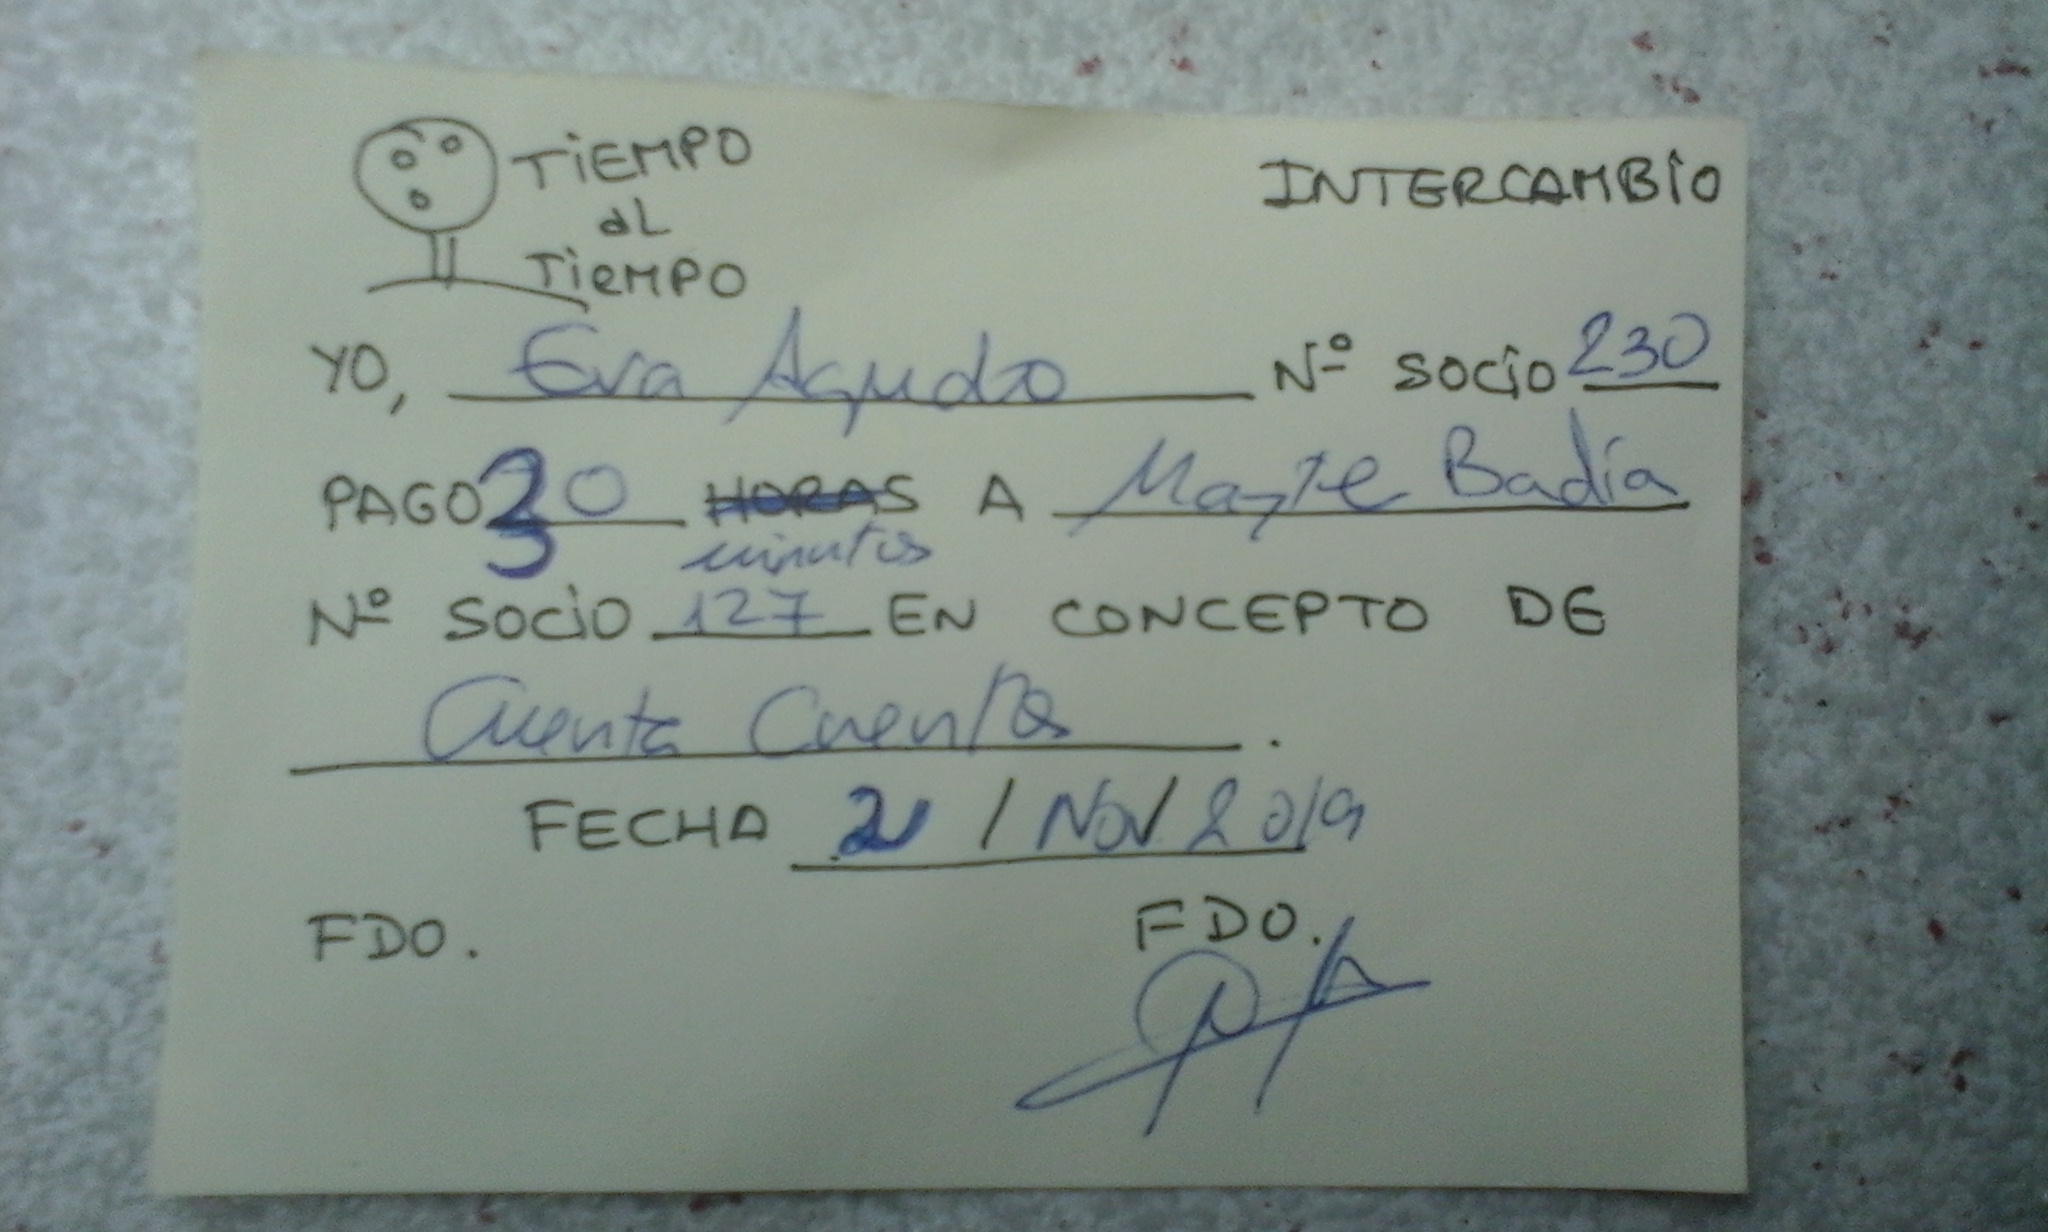 TIEMPO
aL
TIEMPO
INTERCAMBIO
YO, Eva Agudo Nº SOCIO 230
PAGO 30 HORAS A Mayte Badía
minutos
Nº SOCIO 127 EN CONCEPTO DE
Cuenta Cuentos.
FECHA 21 / Nov / 2019
FDO. FDO.